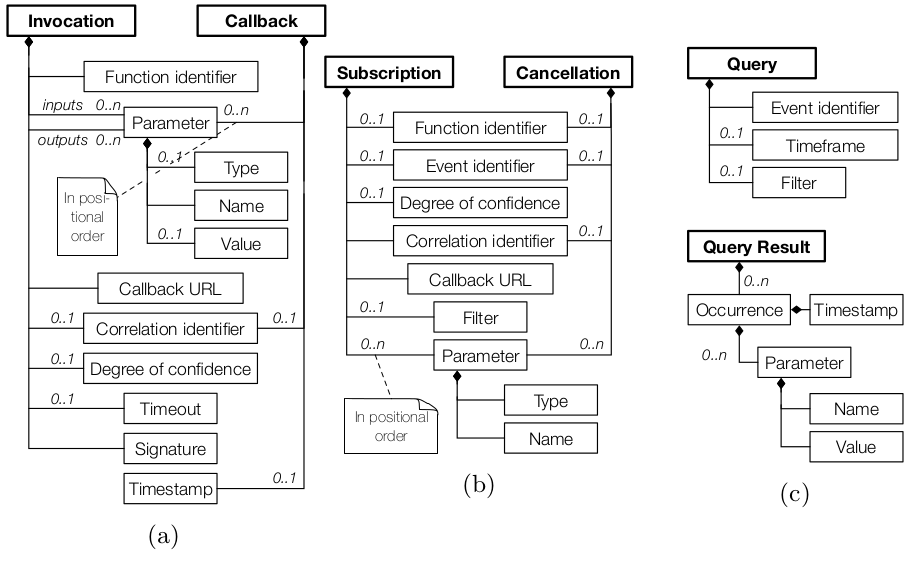 Invocation
Callback
Function identifier
inputs 0..n
0..n
Parameter
outputs 0..n
0..1
Type
In posi-
tional
order
Name
0..1
Value
Callback URL
0..1
Correlation identifier
0..1
0..1
Degree of confidence
0..1
Timeout
Signature
0..1
Timestamp
(a)
Subscription
Cancellation
0..1
Function identifier
0..1
0..1
Event identifier
0..1
0..1
Degree of confidence
Correlation identifier
0..1
Callback URL
0..1
Filter
0..n
Parameter
0..n
In positional
order
Type
Name
(b)
Query
Event identifier
0..1
Timeframe
0..1
Filter
Query Result
0..n
Occurrence
Timestamp
0..n
Parameter
Name
Value
(c)